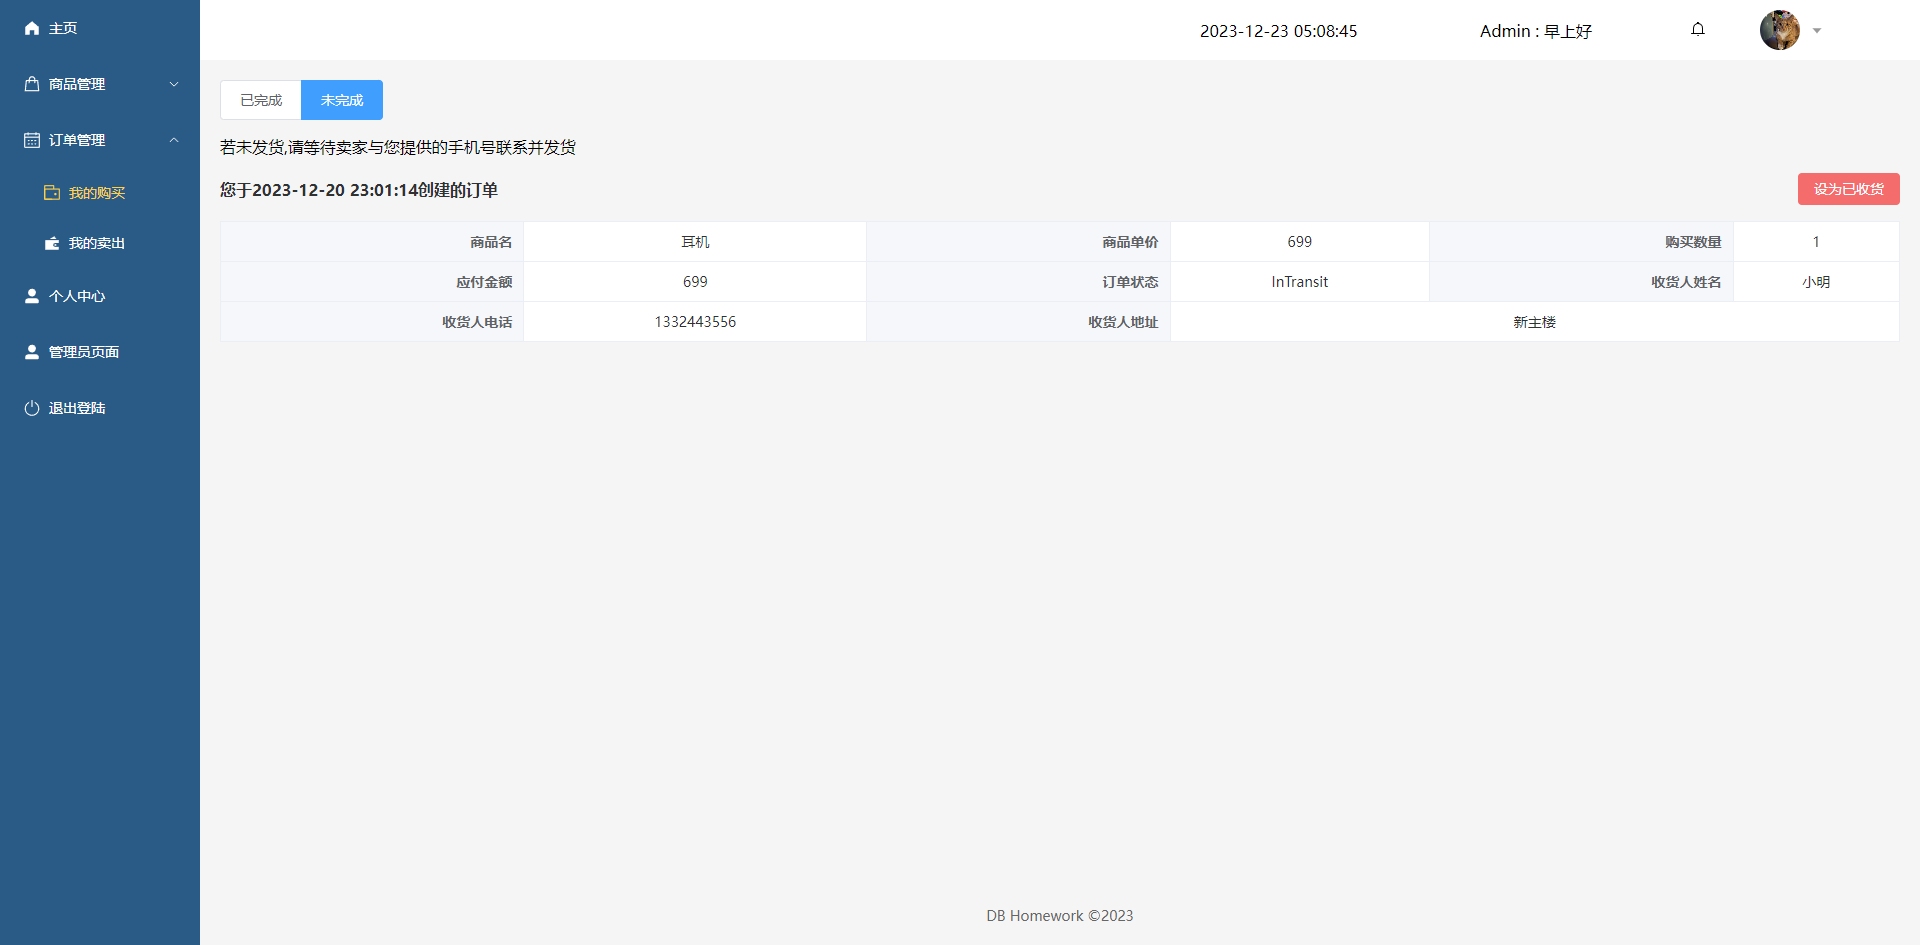 主页
商品管理
订单管理
我的购买
我的卖出
个人中心
管理员页面
退出登陆
2023-12-23 05:08:45
Admin : 早上好
已完成 未完成
若未发货,请等待卖家与您提供的手机号联系并发货
您于2023-12-20 23:01:14创建的订单
设为已收货
商品名 耳机 商品单价 699 购买数量 1
应付金额 699 订单状态 InTransit 收货人姓名 小明
收货人电话 1332443556 收货人地址 新主楼
DB Homework ©2023